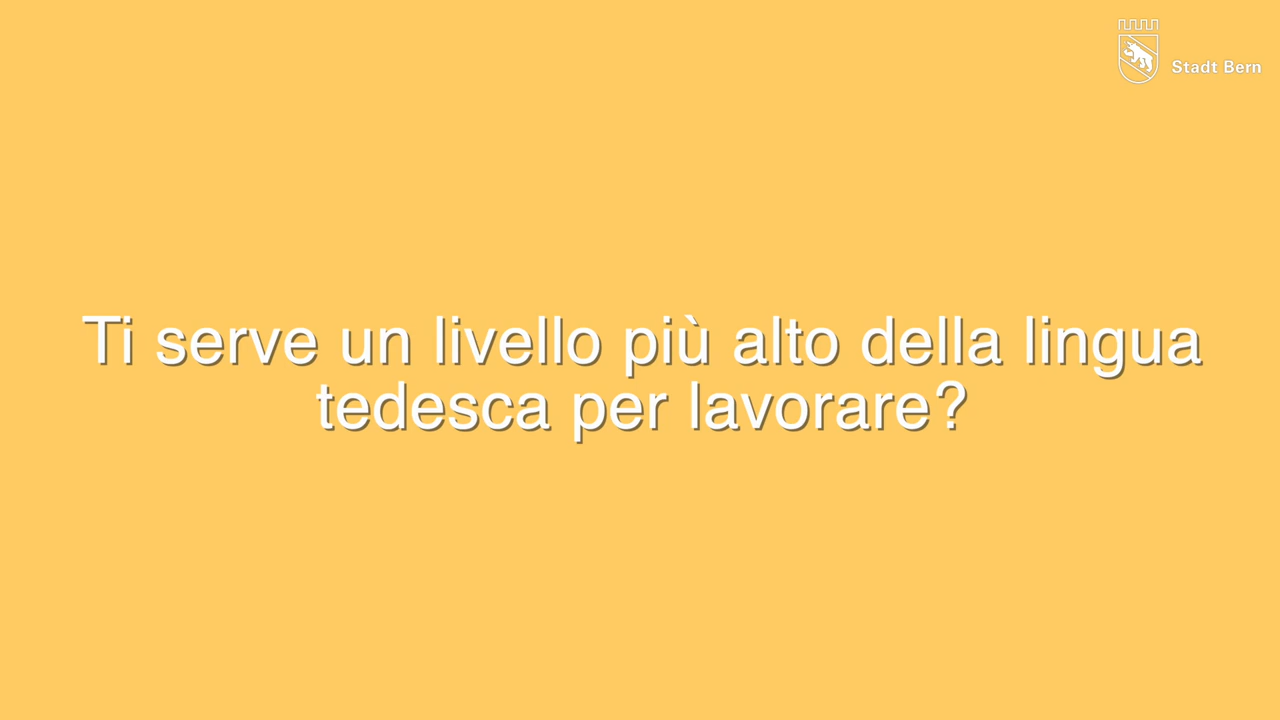 Stadt Bern
Ti serve un livello più alto della lingua
tedesca per lavorare?